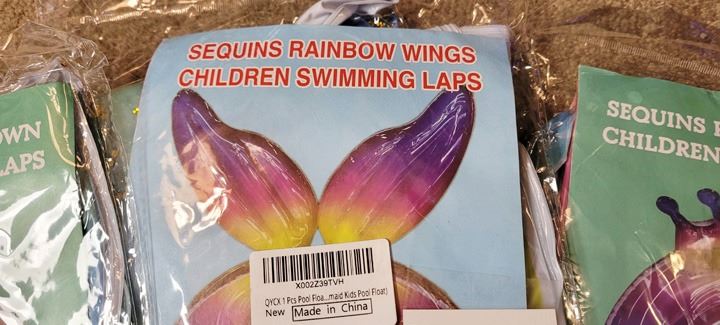 SEQUINS RAINBOW WINGS
CHILDREN SWIMMING LAPS
OWN
LAPS
SEQUINS
CHILDREN
X002Z39TVH
QYCX 1 Pcs Pool Floa...maid Kids Pool Float)
New Made in China